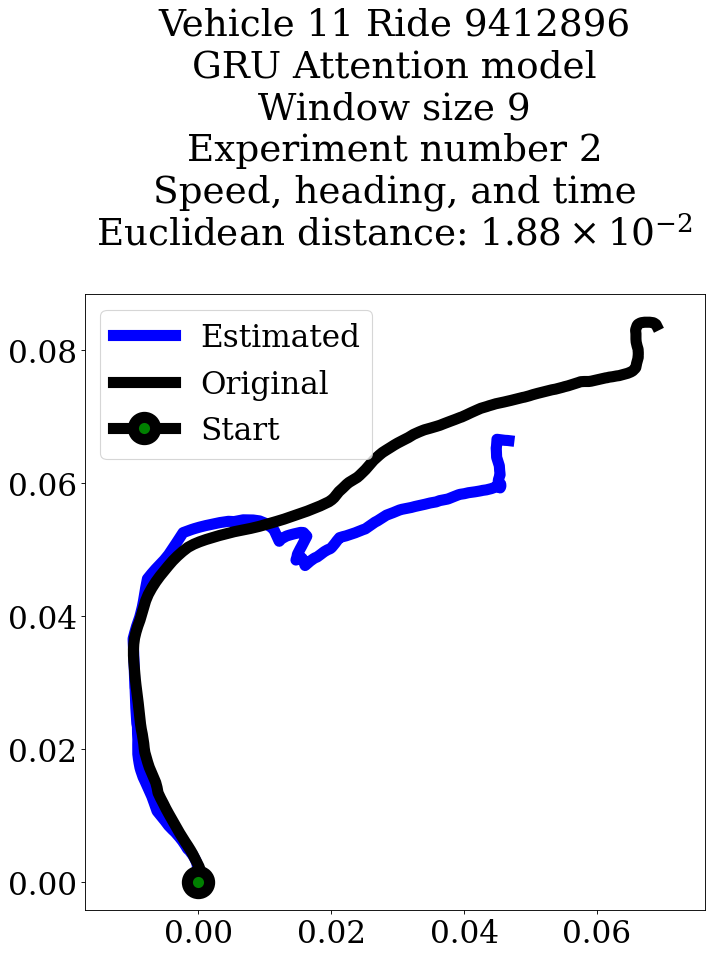 Vehicle 11 Ride 9412896
GRU Attention model
Window size 9
Experiment number 2
Speed, heading, and time
Euclidean distance: 1.88 × 10⁻²
Estimated
Original
Start
0.08
0.06
0.04
0.02
0.00
0.00 0.02 0.04 0.06